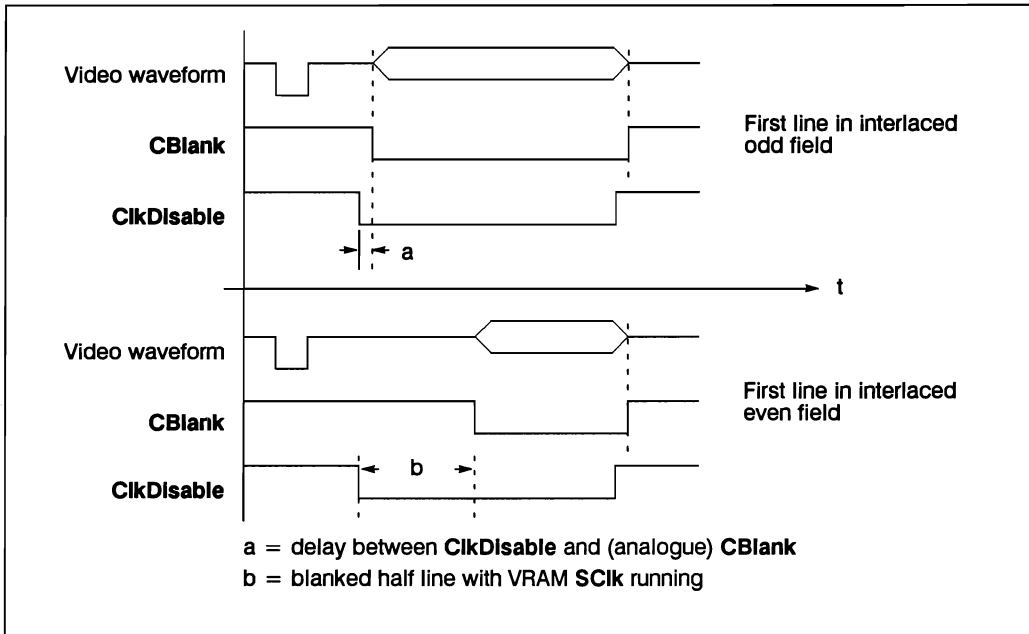 Video waveform
CBlank
ClkDisable
First line in interlaced
odd field
a
t
Video waveform
CBlank
ClkDisable
First line in interlaced
even field
b
a = delay between ClkDisable and (analogue) CBlank
b = blanked half line with VRAM SClk running